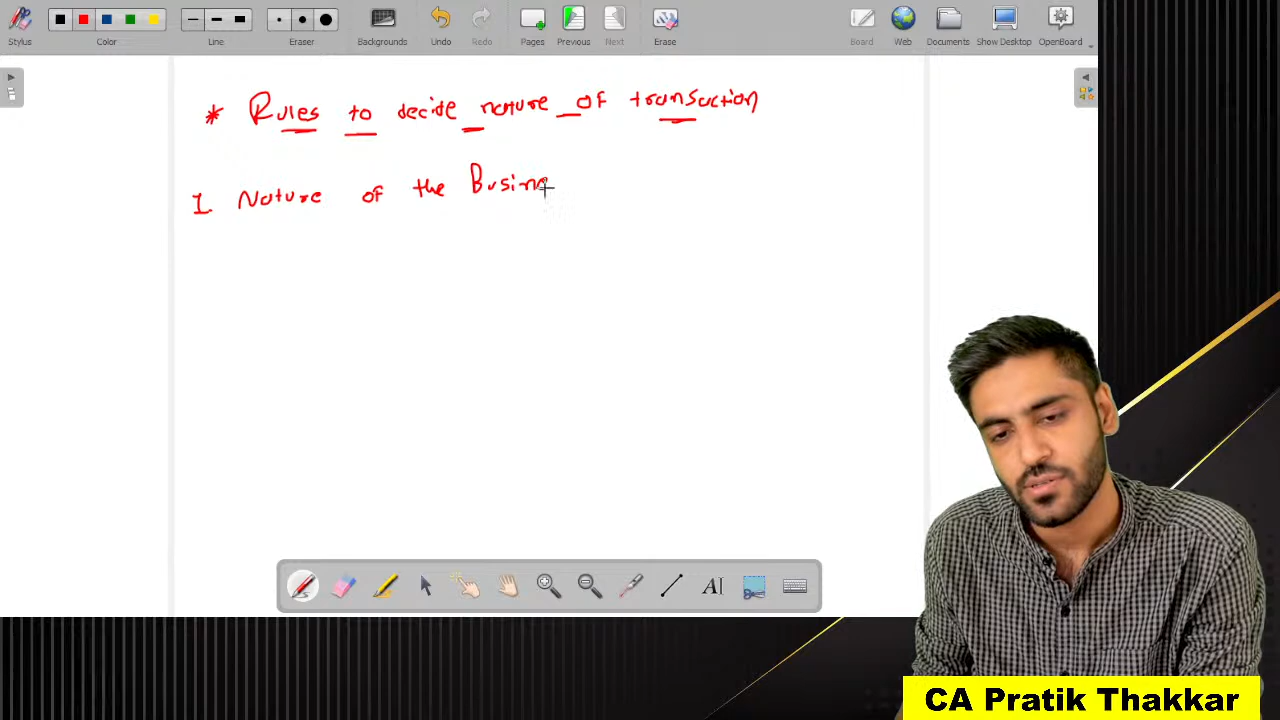 Stylus
Color
Line
Eraser
Backgrounds
Undo
Redo
Pages
Previous
Next
Erase
Board
Web
Documents
Show Desktop
OpenBoard
* Rules to decide nature of transaction
I Nature of the Busine
CA Pratik Thakkar